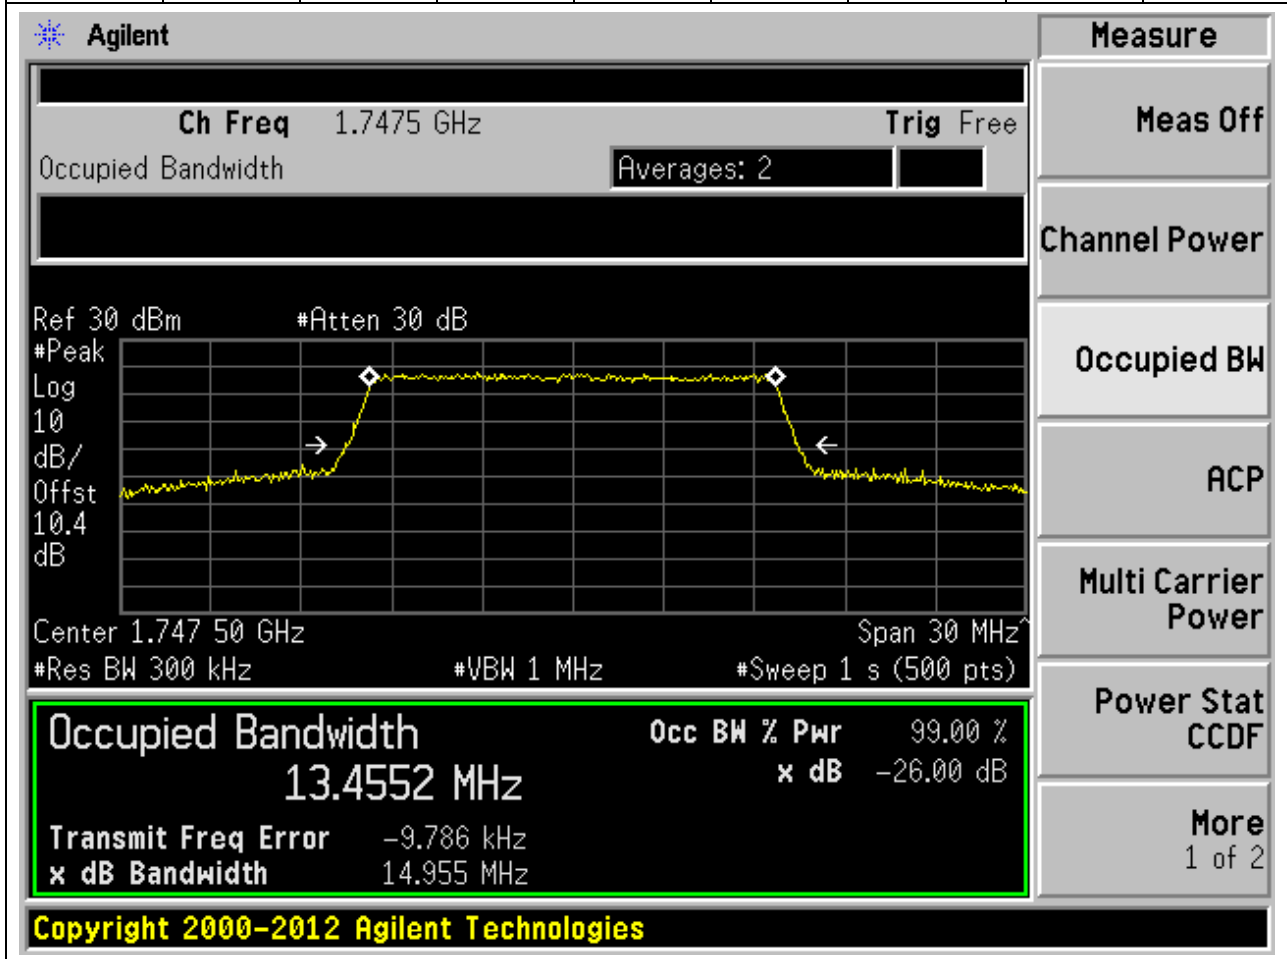 Agilent
Measure
Ch Freq 1.7475 GHz Trig Free
Occupied Bandwidth Averages: 2
Meas Off
Channel Power
Occupied BW
ACP
Multi Carrier
Power
Power Stat
CCDF
More
1 of 2
Ref 30 dBm #Atten 30 dB
#Peak
Log
10
dB/
Offst
10.4
dB
Center 1.747 50 GHz Span 30 MHz^
#Res BW 300 kHz #VBW 1 MHz #Sweep 1 s (500 pts)
Occupied Bandwidth Occ BW % Pwr 99.00 %
13.4552 MHz x dB -26.00 dB
Transmit Freq Error -9.786 kHz
x dB Bandwidth 14.955 MHz
Copyright 2000-2012 Agilent Technologies